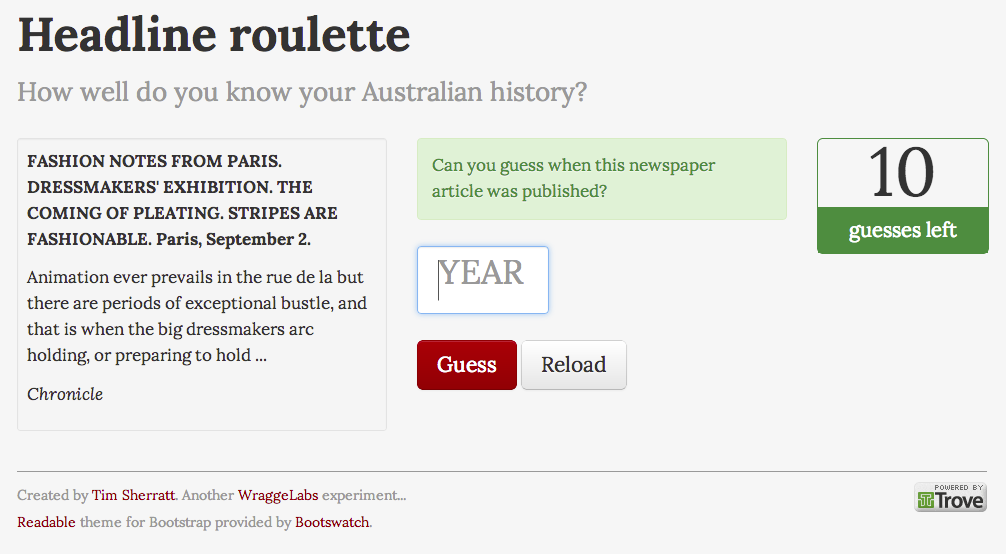 Headline roulette
How well do you know your Australian history?
FASHION NOTES FROM PARIS.
DRESSMAKERS' EXHIBITION. THE
COMING OF PLEATING. STRIPES ARE
FASHIONABLE. Paris, September 2.
Animation ever prevails in the rue de la but
there are periods of exceptional bustle, and
that is when the big dressmakers arc
holding, or preparing to hold ...
Chronicle
Can you guess when this newspaper
article was published?
YEAR
Guess
Reload
10
guesses left
Created by Tim Sherratt. Another WraggeLabs experiment...
Readable theme for Bootstrap provided by Bootswatch.
POWERED BY
Trove